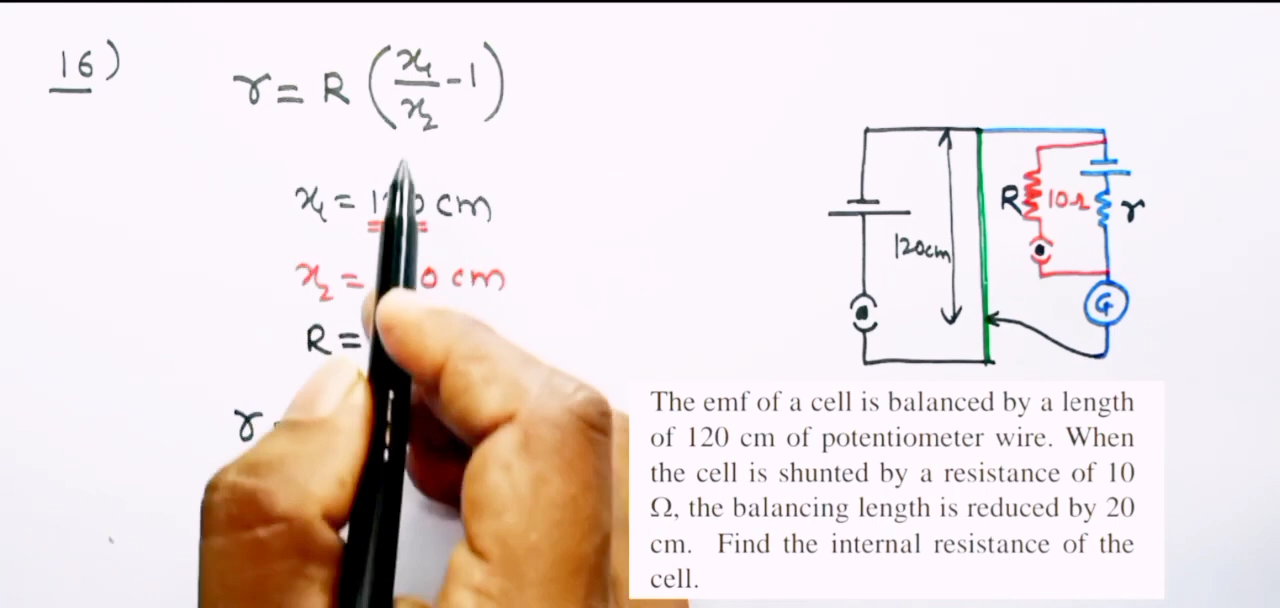 16)
r = R (x₁/x₂ - 1)
x₁ = cm
x₂ = cm
R =
r
120cm
R 10Ω r
G
The emf of a cell is balanced by a length
of 120 cm of potentiometer wire. When
the cell is shunted by a resistance of 10
Ω, the balancing length is reduced by 20
cm. Find the internal resistance of the
cell.